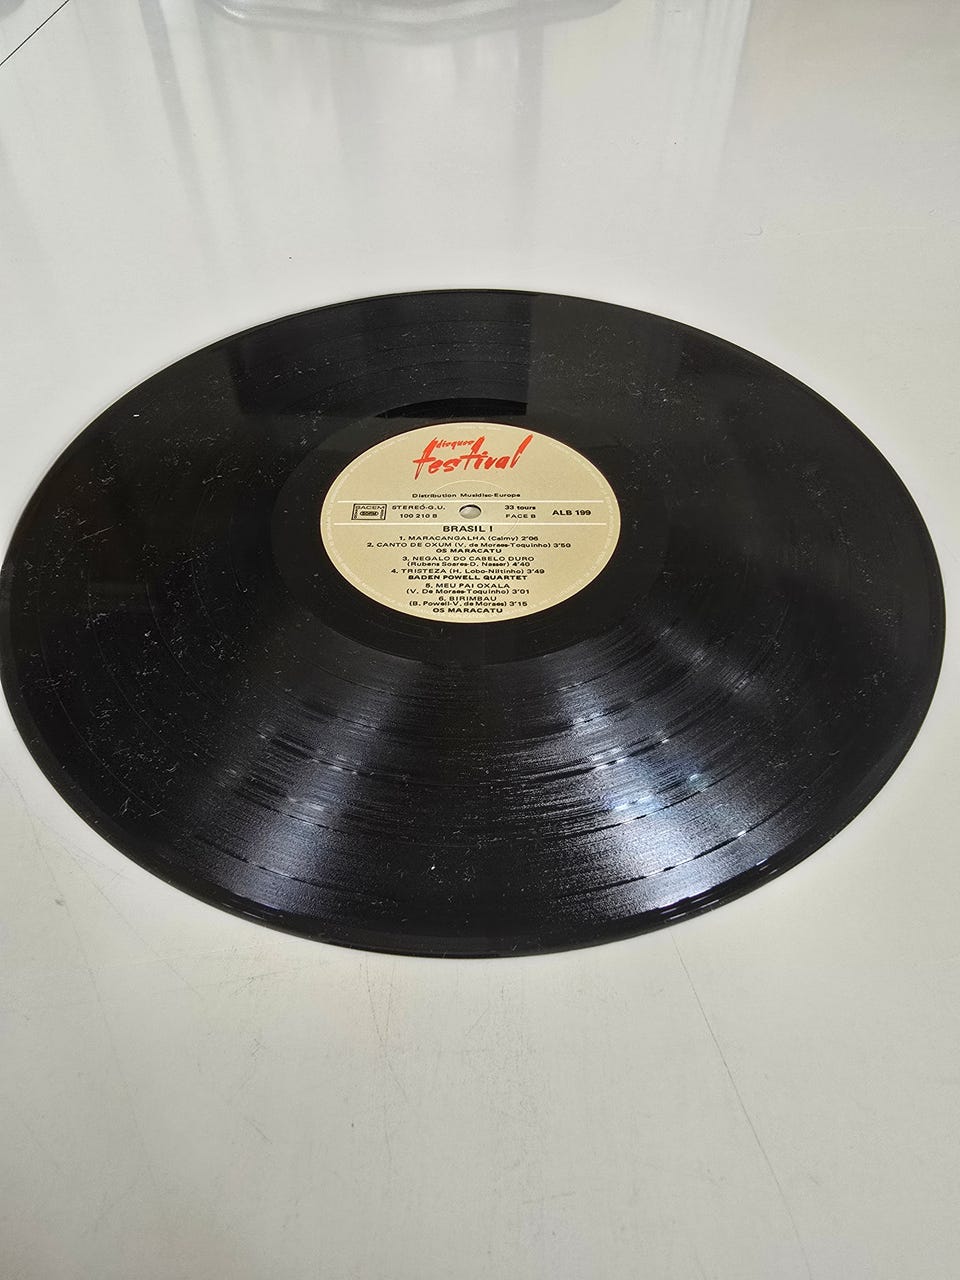 disques
festival
Distribution Musidisc-Europe
SACEM STEREO-G.U. 33 tours ALB 199
100 210 B FACE B
BRASIL I
1. MARACANGALHA (Calmy) 2'06
2. CANTO DE OXUM (V. de Moraes-Toquinho) 3'50
OS MARACATU
3. NEGALO DO CABELO DURO
(Rubens Soares-D. Nasser) 4'40
4. TRISTEZA (H. Lobo-Niltinho) 3'49
BADEN POWELL QUARTET
5. MEU PAI OXALA
(V. De Moraes-Toquinho) 3'01
6. BIRIMBAU
(B. Powell-V. de Moraes) 3'15
OS MARACATU